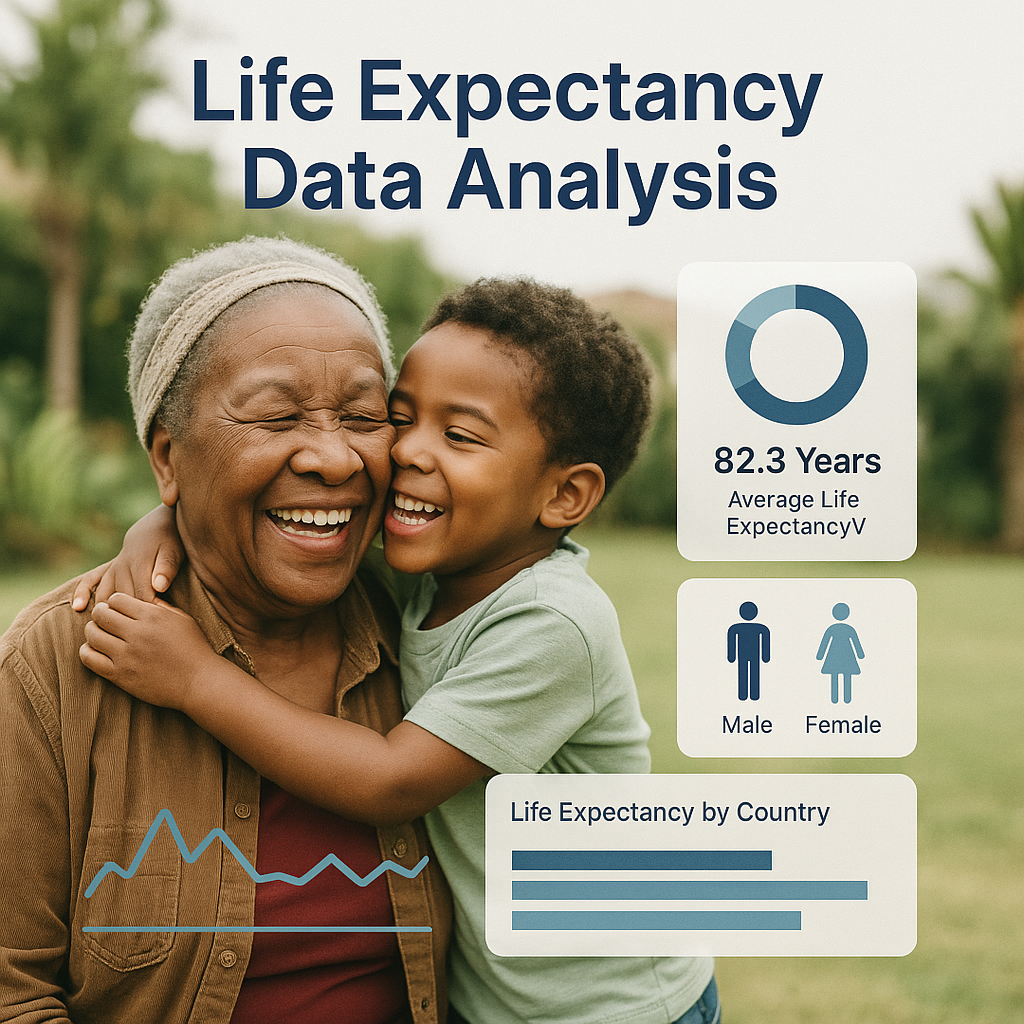 Life Expectancy
Data Analysis
82.3 Years
Average Life
ExpectancyV
Male Female
Life Expectancy by Country